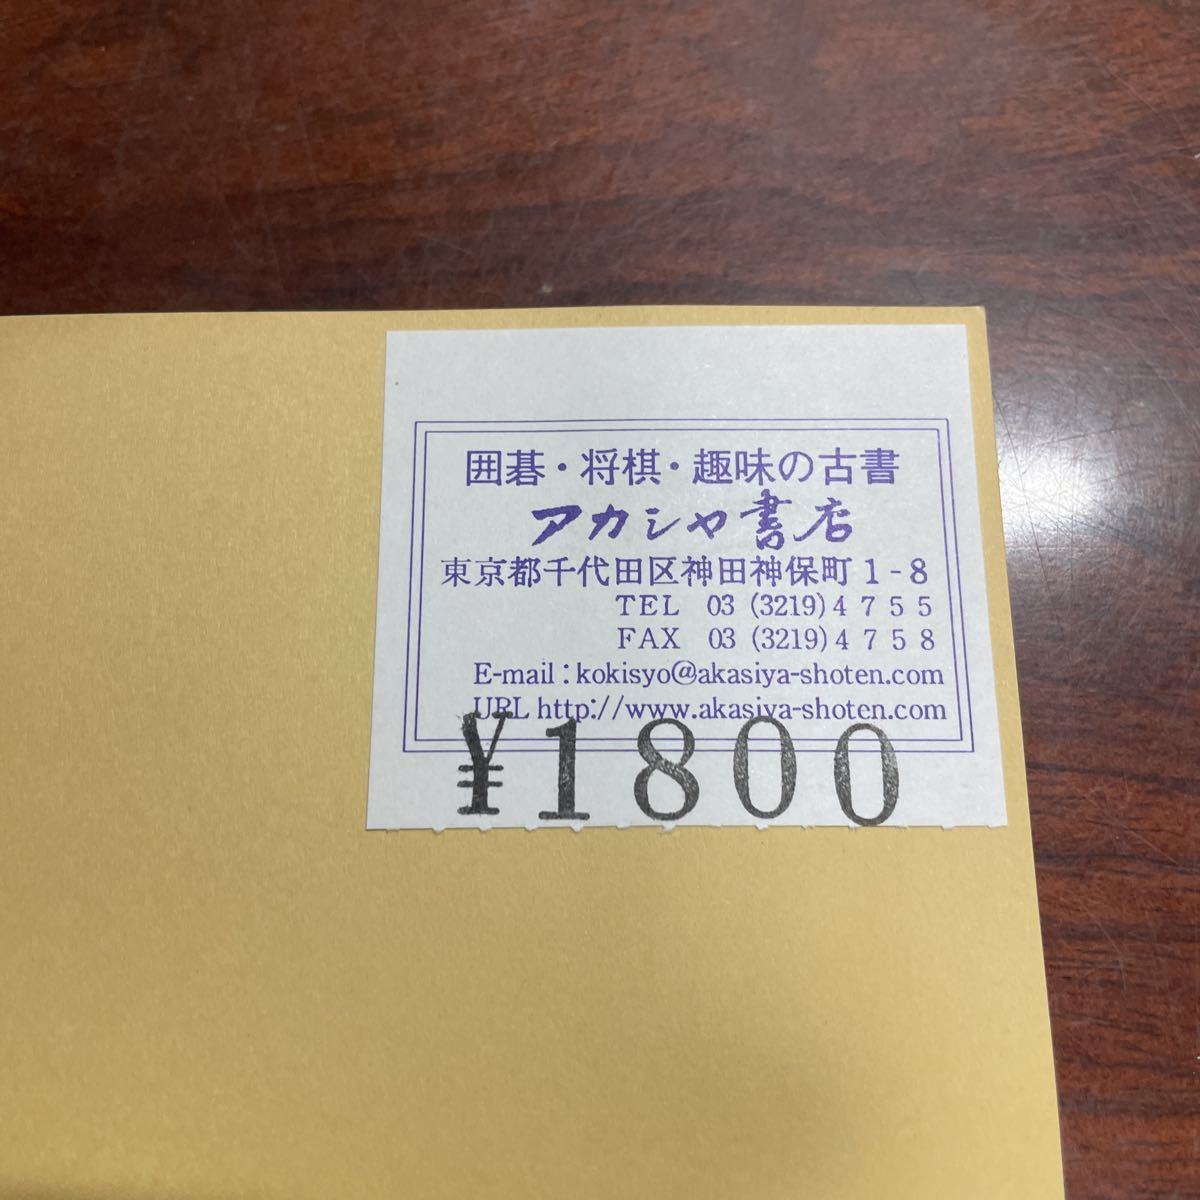 囲碁・将棋・趣味の古書
アカシヤ書店
東京都千代田区神田神保町1-8
TEL 03 (3219) 4755
FAX 03 (3219) 4758
E-mail : kokisyo@akasiya-shoten.com
URL http://www.akasiya-shoten.com
¥1800